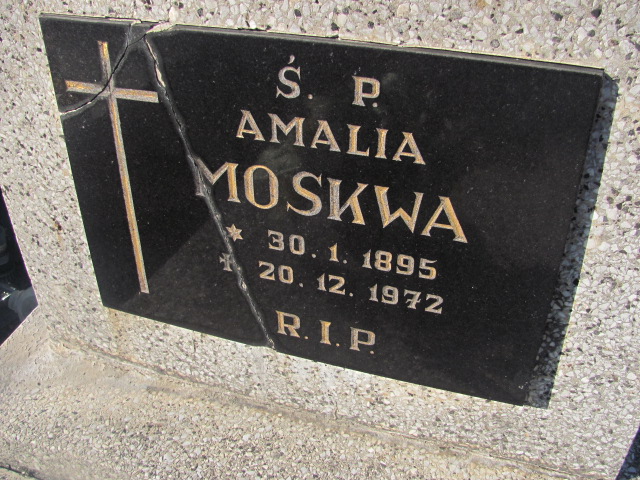 Ś. P.
AMALIA
MOSKWA
* 30. 1. 1895
† 20. 12. 1972
R. I. P.